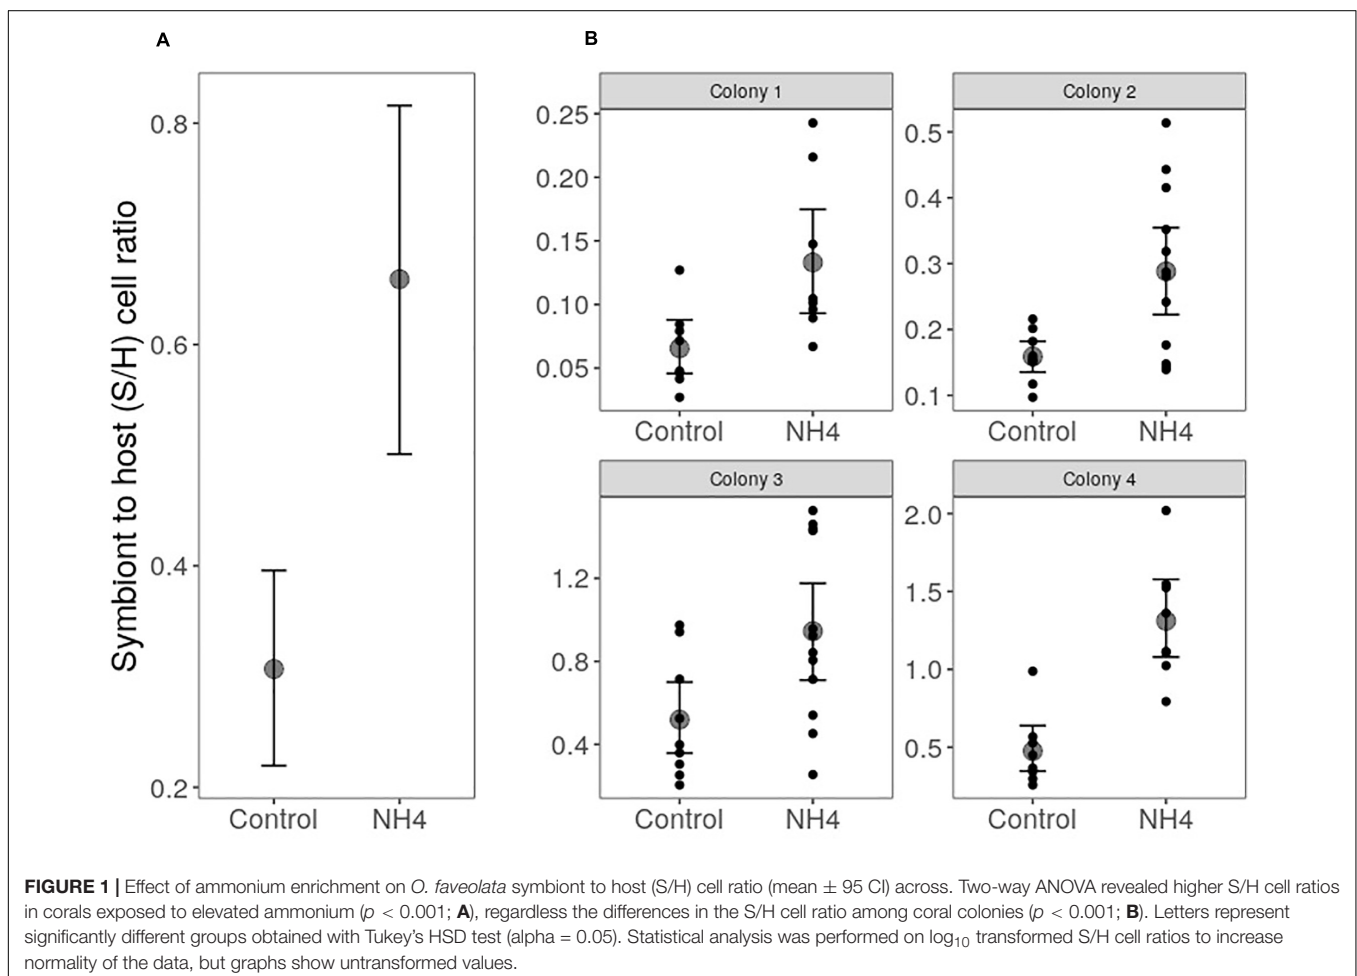 A
B
Symbiont to host (S/H) cell ratio
0.8
0.6
0.4
0.2
Control NH4
Colony 1
0.25
0.20
0.15
0.10
0.05
Control NH4
Colony 2
0.5
0.4
0.3
0.2
0.1
Control NH4
Colony 3
1.2
0.8
0.4
Control NH4
Colony 4
2.0
1.5
1.0
0.5
Control NH4
FIGURE 1 | Effect of ammonium enrichment on O. faveolata symbiont to host (S/H) cell ratio (mean ± 95 CI) across. Two-way ANOVA revealed higher S/H cell ratios
in corals exposed to elevated ammonium (p < 0.001; A), regardless the differences in the S/H cell ratio among coral colonies (p < 0.001; B). Letters represent
significantly different groups obtained with Tukey's HSD test (alpha = 0.05). Statistical analysis was performed on log10 transformed S/H cell ratios to increase
normality of the data, but graphs show untransformed values.